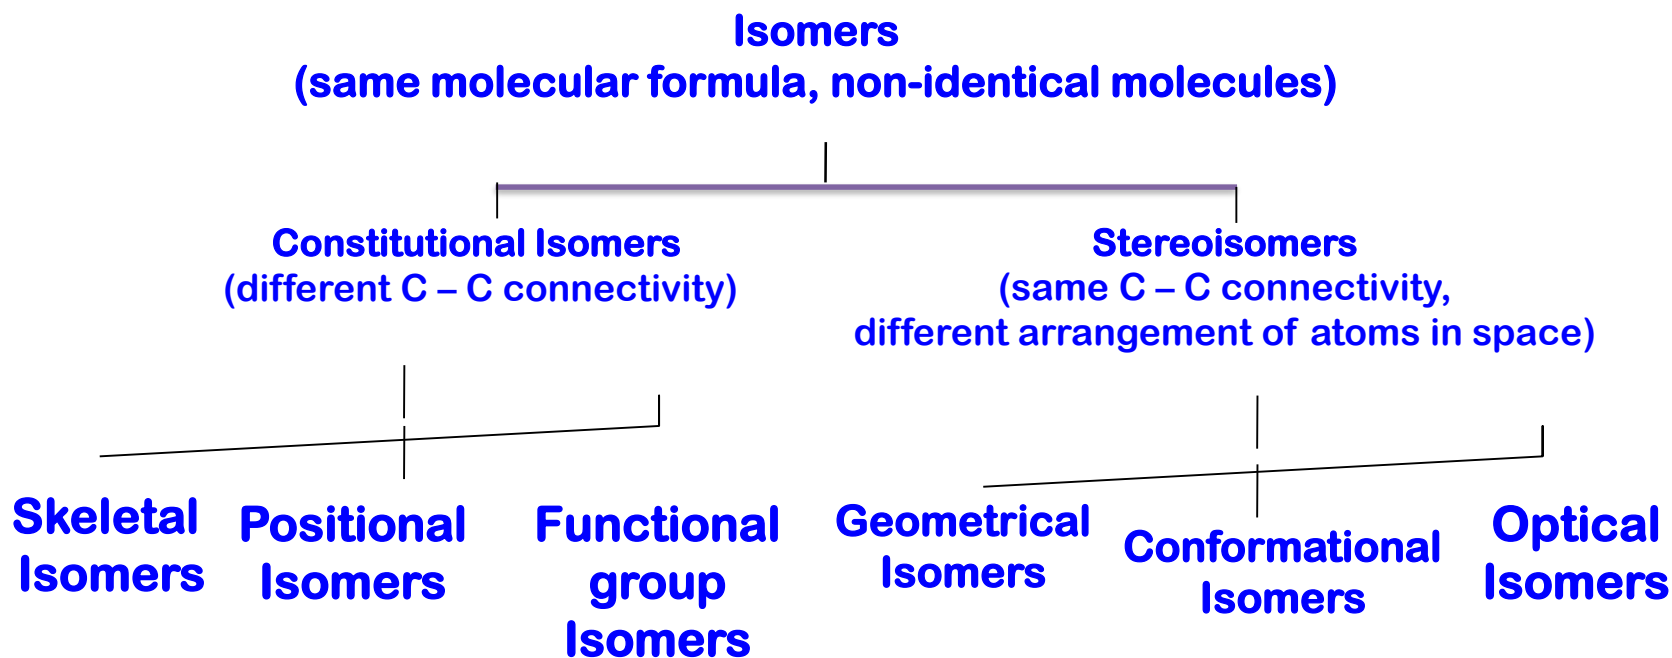 Isomers
(same molecular formula, non-identical molecules)
Constitutional Isomers
(different C – C connectivity)
Stereoisomers
(same C – C connectivity,
different arrangement of atoms in space)
Skeletal
Isomers
Positional
Isomers
Functional
group
Isomers
Geometrical
Isomers
Conformational
Isomers
Optical
Isomers